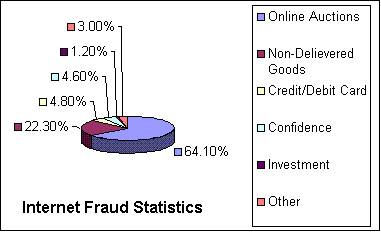 3.00%
1.20%
4.60%
4.80%
22.30%
64.10%
Internet Fraud Statistics
Online Auctions
Non-Delievered
Goods
Credit/Debit Card
Confidence
Investment
Other